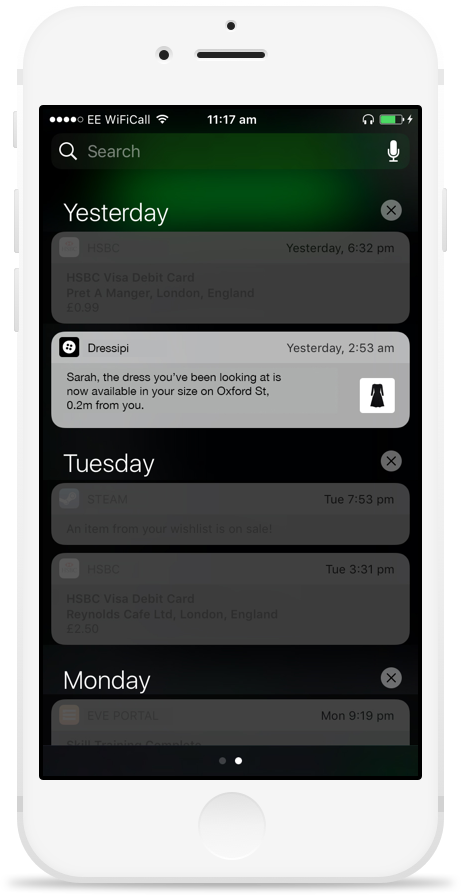 EE WiFiCall 11:17 am
Search
Yesterday
HSBC Yesterday, 6:32 pm
HSBC Visa Debit Card
Pret A Manger, London, England
£0.99
Dressipi Yesterday, 2:53 am
Sarah, the dress you've been looking at is
now available in your size on Oxford St,
0.2m from you.
Tuesday
STEAM Tue 7:53 pm
An item from your wishlist is on sale!
HSBC Tue 3:31 pm
HSBC Visa Debit Card
Reynolds Cafe Ltd, London, England
£2.50
Monday
EVE PORTAL Mon 9:19 pm
Skill Training Complete